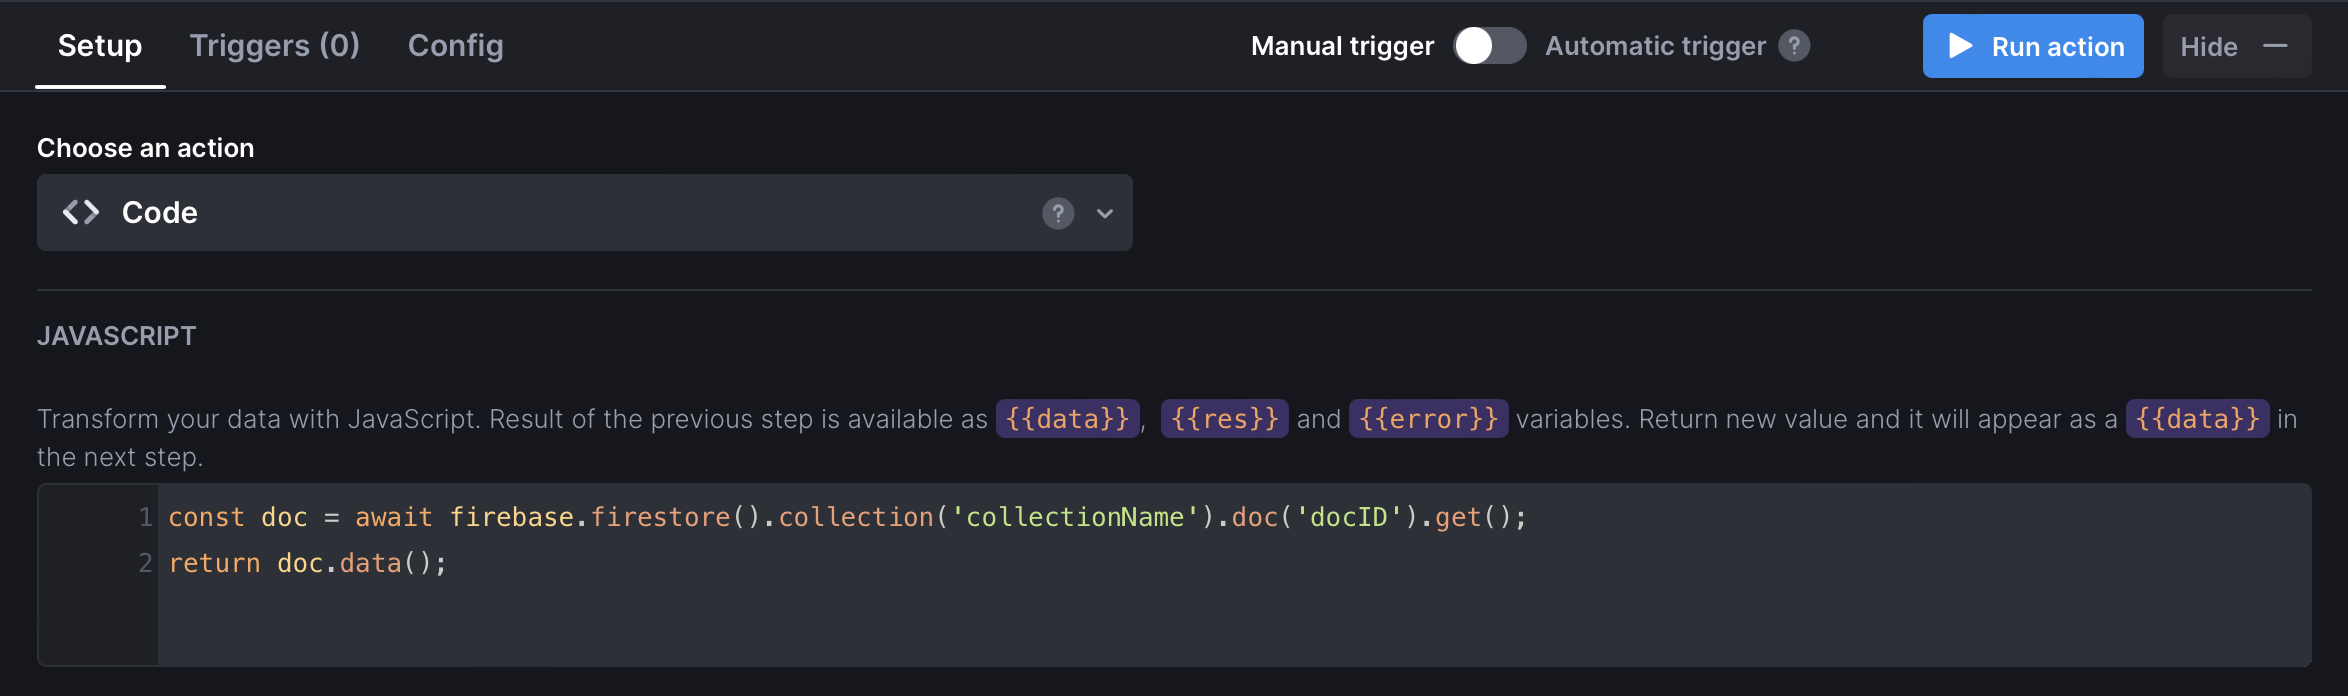 Setup Triggers (0) Config Manual trigger Automatic trigger ? Run action Hide
Choose an action
Code ?
JAVASCRIPT
Transform your data with JavaScript. Result of the previous step is available as {{data}}, {{res}} and {{error}} variables. Return new value and it will appear as a {{data}} in
the next step.
1 const doc = await firebase.firestore().collection('collectionName').doc('docID').get();
2 return doc.data();